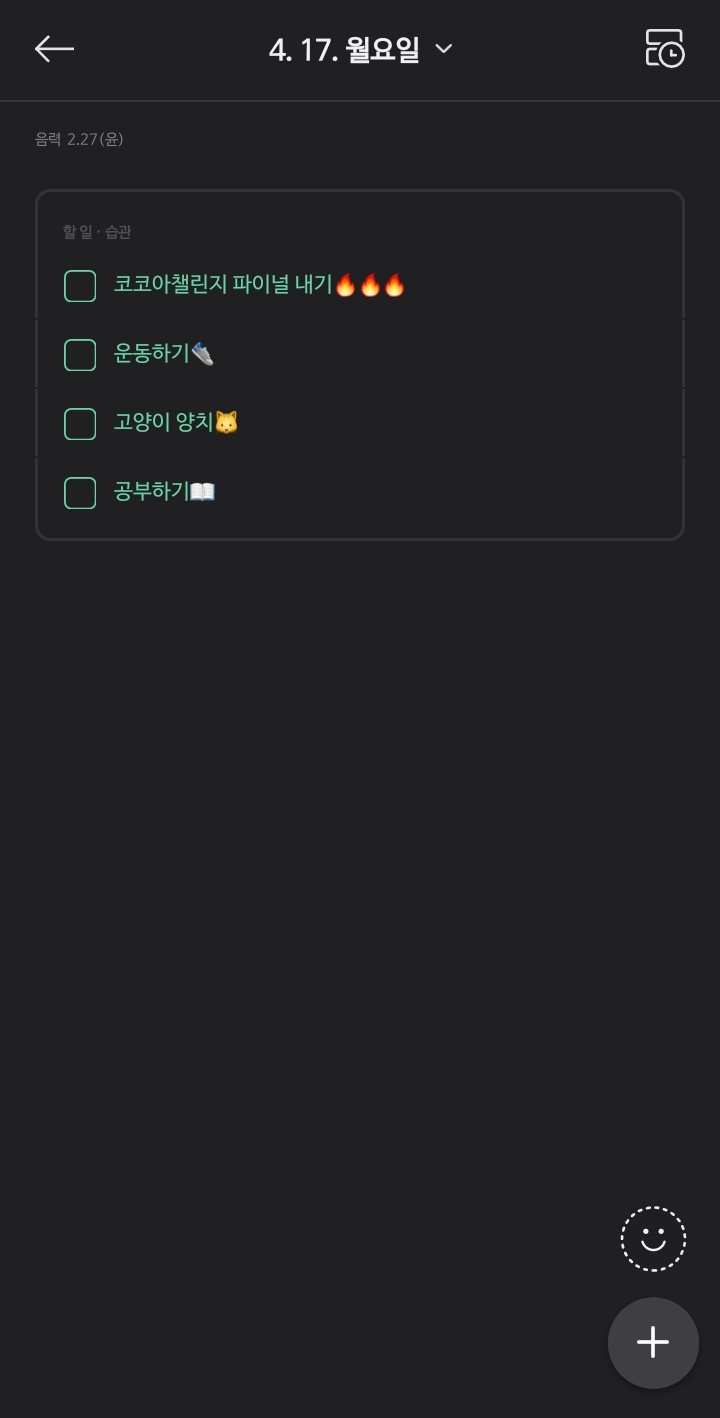 4. 17. 월요일
음력 2.27(윤)
할 일 · 습관
코코아챌린지 파이널 내기🔥🔥🔥
운동하기👟
고양이 양치🐱
공부하기📖